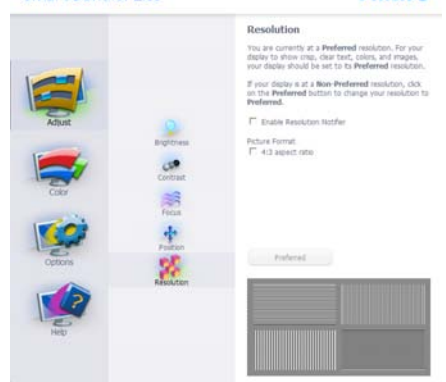 Adjust
Color
Options
Help
Brightness
Contrast
Focus
Position
Resolution
Resolution
You are currently at a Preferred resolution. For your
display to show crisp, clear text, colors, and images,
your display should be set to its Preferred resolution.
If your display is at a Non-Preferred resolution, click
on the Preferred button to change your resolution to
Preferred.
Enable Resolution Notifier
Picture Format
4:3 aspect ratio
Preferred